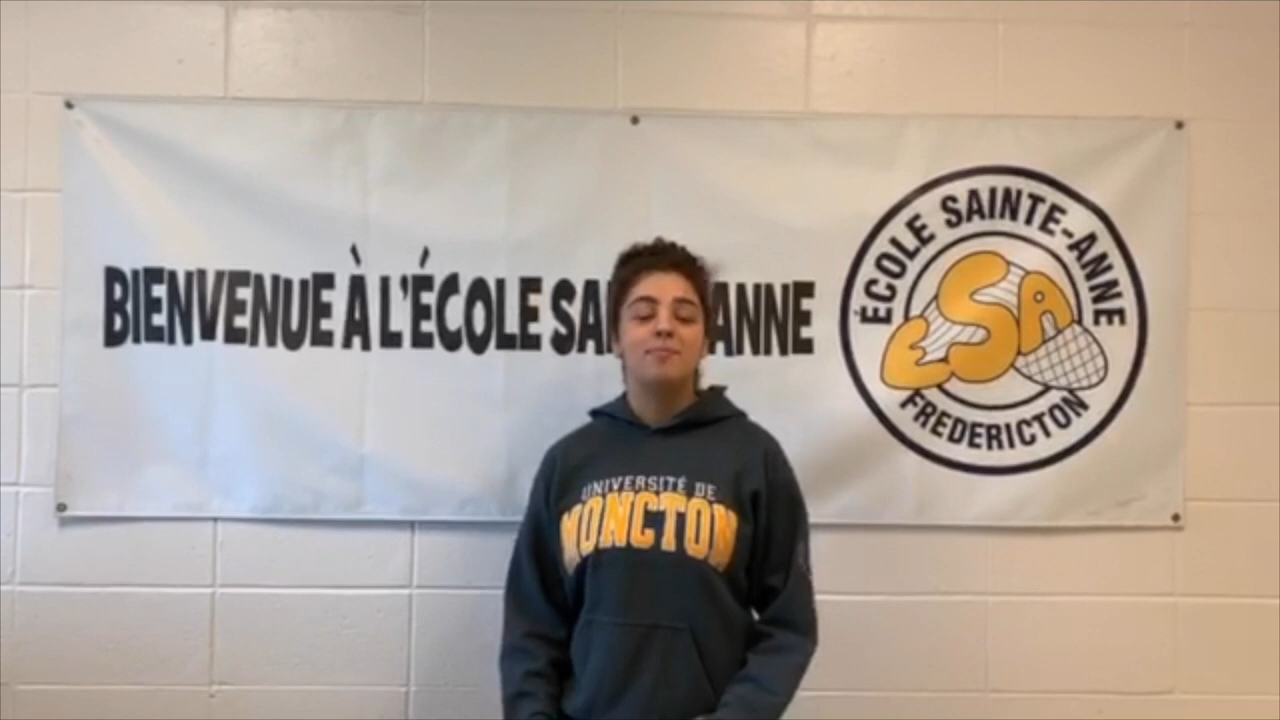 BIENVENUE À L'ÉCOLE SA ANNE
ÉCOLE SAINTE-ANNE
ESA
FREDERICTON
UNIVERSITÉ DE
MONCTON